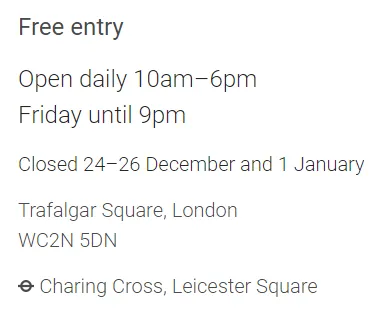 Free entry
Open daily 10am–6pm
Friday until 9pm
Closed 24–26 December and 1 January
Trafalgar Square, London
WC2N 5DN
Charing Cross, Leicester Square